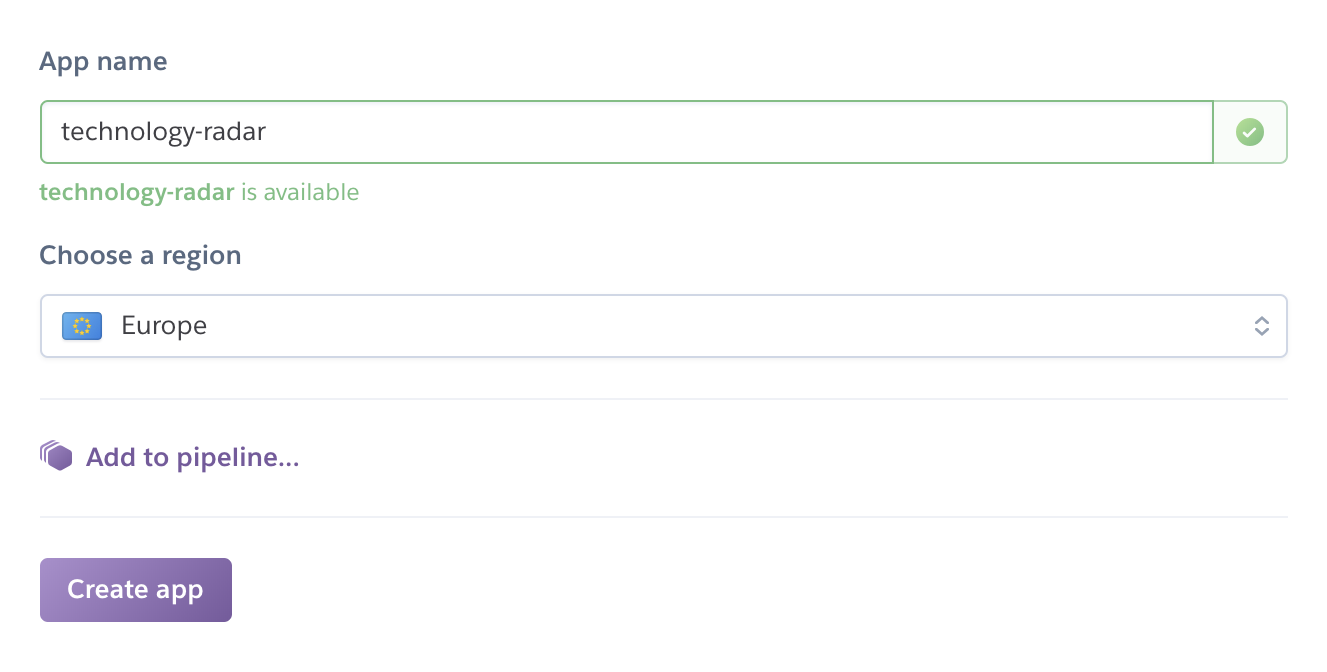 App name
technology-radar
technology-radar is available
Choose a region
Europe
Add to pipeline...
Create app